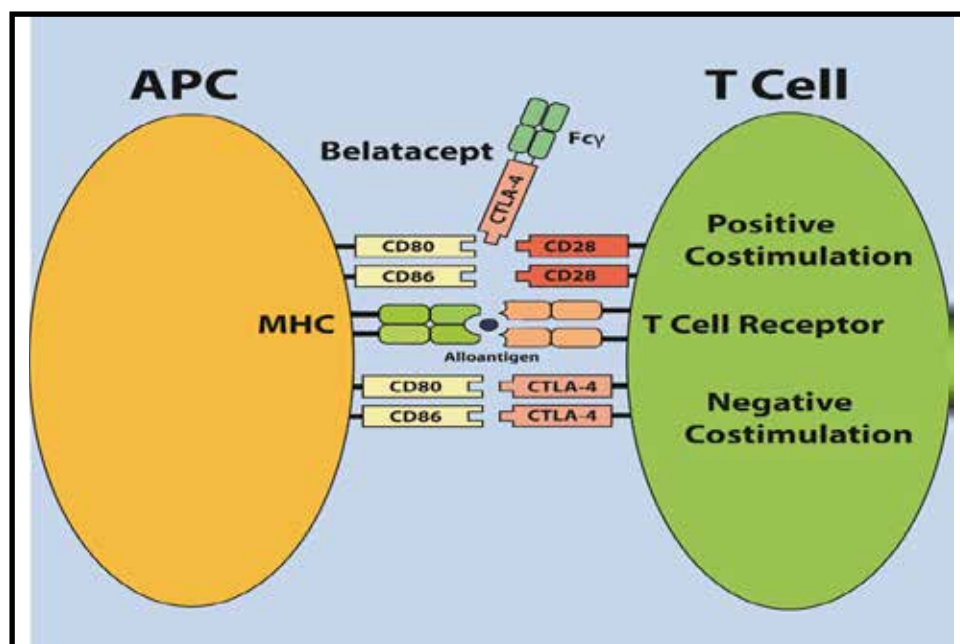 APC
T Cell
Belatacept
Fcγ
CTLA-4
CD80
CD28
Positive
Costimulation
CD86
CD28
MHC
T Cell Receptor
Alloantigen
CD80
CTLA-4
CD86
CTLA-4
Negative
Costimulation